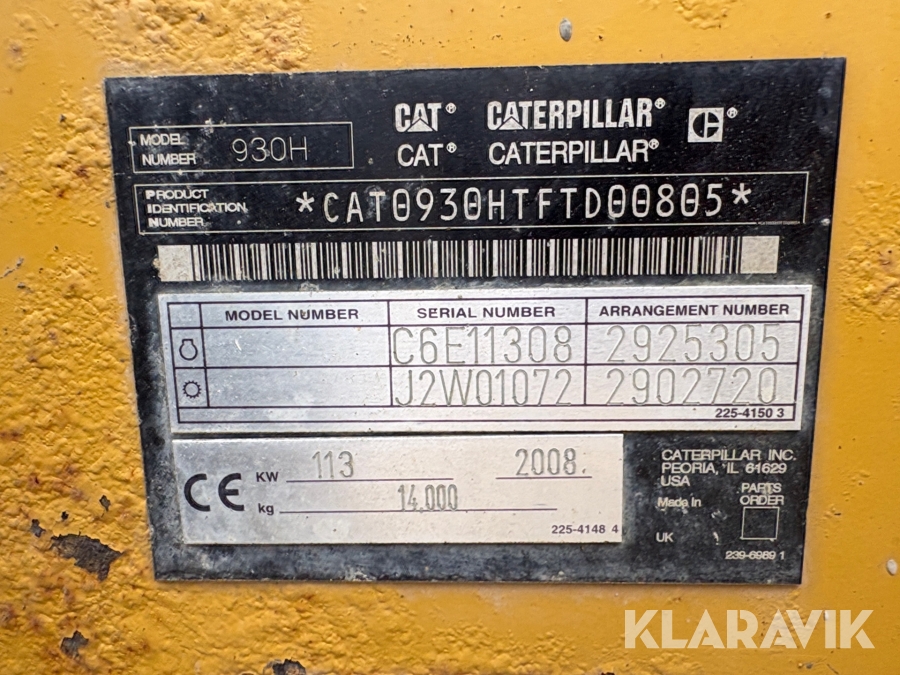 CAT® CATERPILLAR® C®
MODEL NUMBER 930H
CAT® CATERPILLAR®
PRODUCT IDENTIFICATION NUMBER *CAT0930HTFTD00805*
MODEL NUMBER SERIAL NUMBER ARRANGEMENT NUMBER
C6E11308 2925305
J2W01072 2902720
225-4150 3
CE KW 113 2008.
kg 14.000
225-4148 4
CATERPILLAR INC.
PEORIA, IL 61629
USA
Made In
UK
PARTS
ORDER
239-6989 1
KLARAVIK